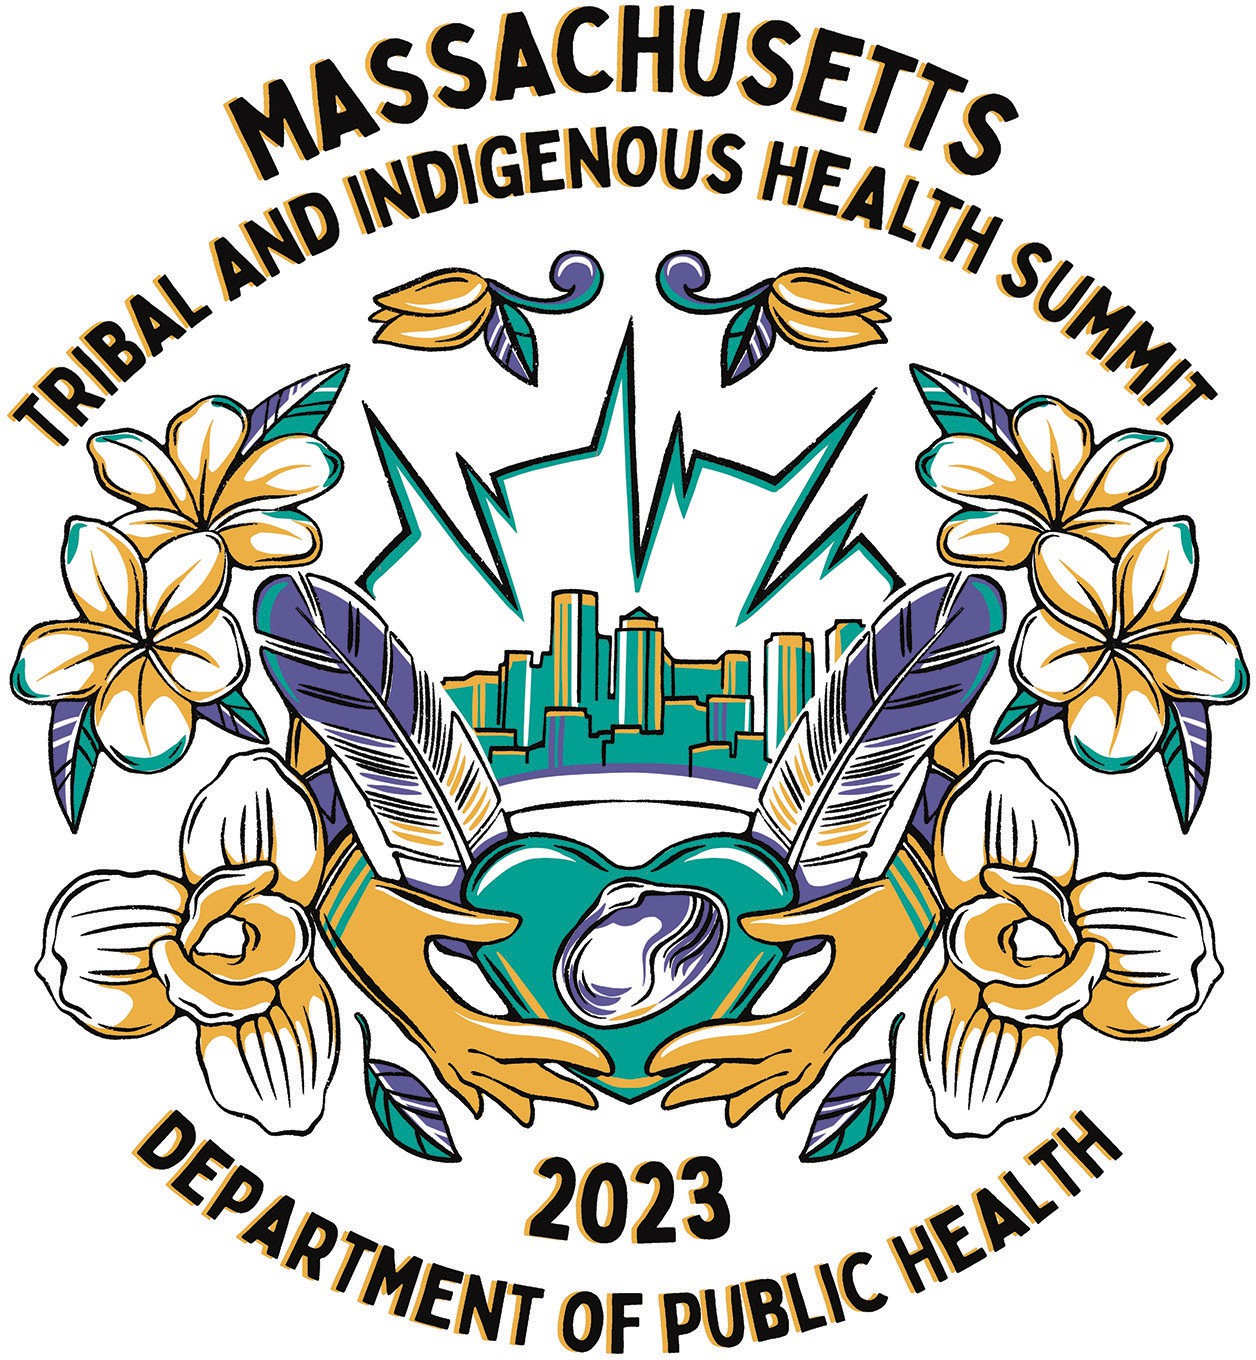 MASSACHUSETTS
TRIBAL AND INDIGENOUS HEALTH SUMMIT
2023
DEPARTMENT OF PUBLIC HEALTH